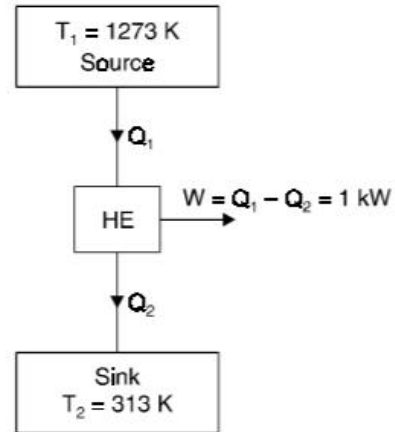 T₁ = 1273 K
Source
Q₁
HE
W = Q₁ – Q₂ = 1 kW
Q₂
Sink
T₂ = 313 K